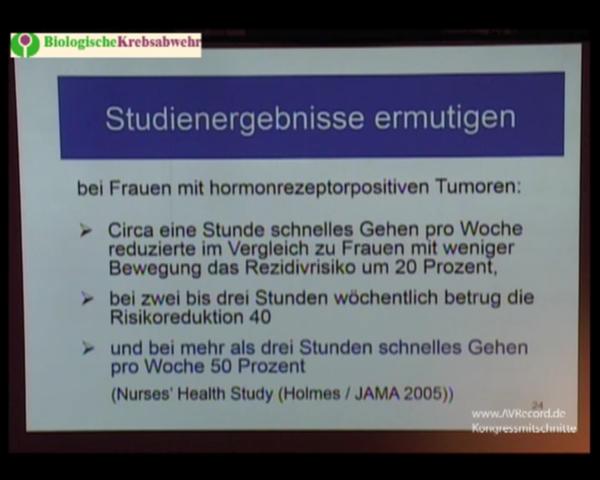 BiologischeKrebsabwehr
Studienergebnisse ermutigen
bei Frauen mit hormonrezeptorpositiven Tumoren:
➢ Circa eine Stunde schnelles Gehen pro Woche
reduzierte im Vergleich zu Frauen mit weniger
Bewegung das Rezidivrisiko um 20 Prozent,
➢ bei zwei bis drei Stunden wöchentlich betrug die
Risikoreduktion 40
➢ und bei mehr als drei Stunden schnelles Gehen
pro Woche 50 Prozent
(Nurses' Health Study (Holmes / JAMA 2005))
24
www.AVRecord.de
Kongressmitschnitte